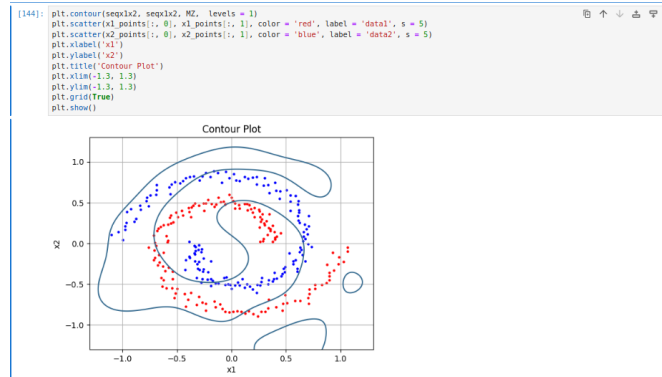 [144]: plt.contour(seqx1x2, seqx1x2, MZ, levels = 1)
plt.scatter(x1_points[:, 0], x1_points[:, 1], color = 'red', label = 'data1', s = 5)
plt.scatter(x2_points[:, 0], x2_points[:, 1], color = 'blue', label = 'data2', s = 5)
plt.xlabel('x1')
plt.ylabel('x2')
plt.title('Contour Plot')
plt.xlim(-1.3, 1.3)
plt.ylim(-1.3, 1.3)
plt.grid(True)
plt.show()
Contour Plot
1.0
0.5
0.0
−0.5
−1.0
x2
−1.0 −0.5 0.0 0.5 1.0
x1